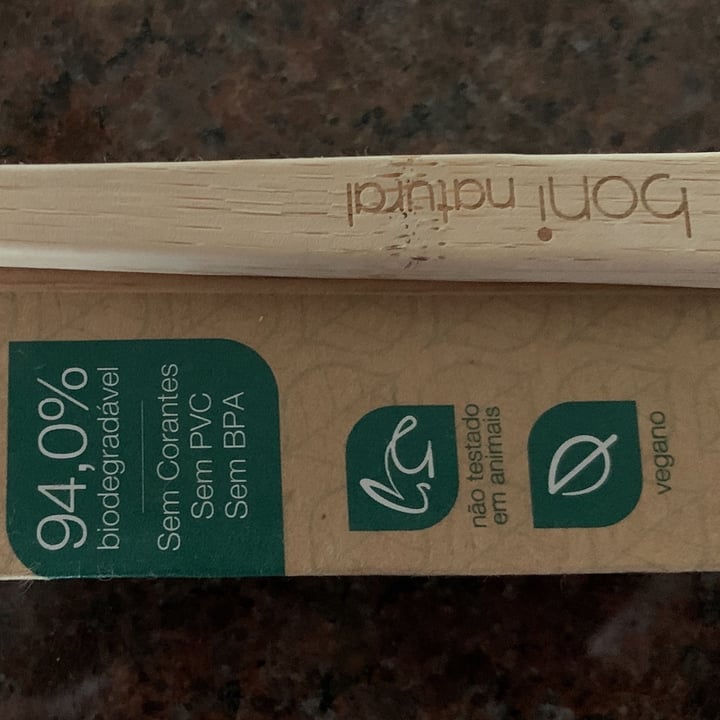 boni natural
94,0%
biodegradável
Sem Corantes
Sem PVC
Sem BPA
não testado
em animais
vegano